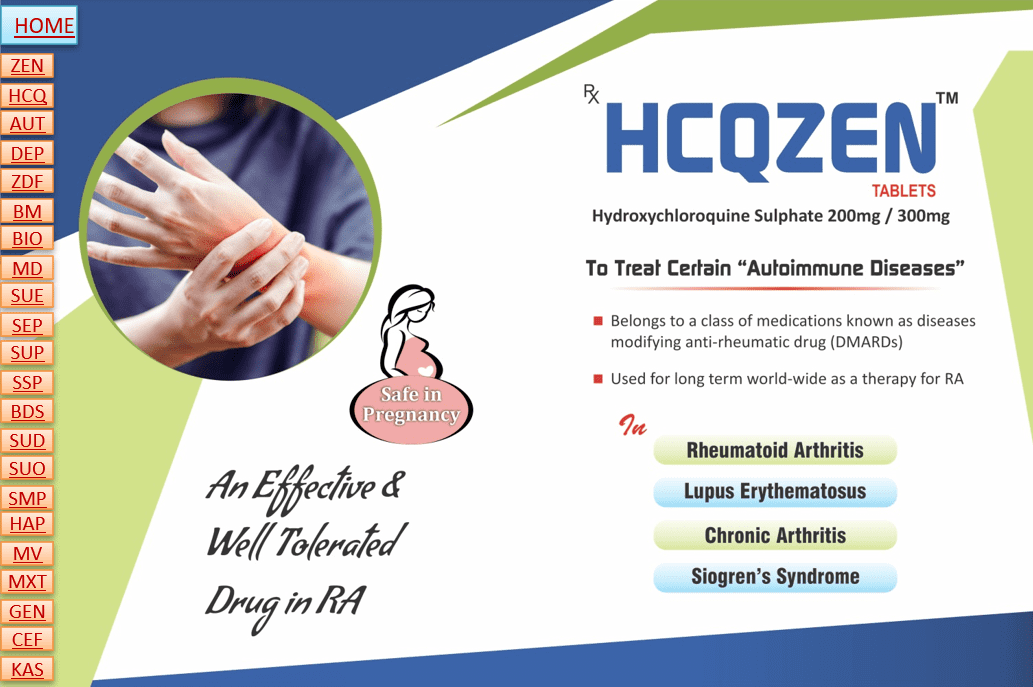 HOME
ZEN
HCQ
AUT
DEP
ZDF
BM
BIO
MD
SUE
SEP
SUP
SSP
BDS
SUD
SUO
SMP
HAP
MV
MXT
GEN
CEF
KAS
Safe in
Pregnancy
An Effective &
Well Tolerated
Drug in RA
Rx
HCQZEN™
TABLETS
Hydroxychloroquine Sulphate 200mg / 300mg
To Treat Certain “Autoimmune Diseases”
■ Belongs to a class of medications known as diseases
modifying anti-rheumatic drug (DMARDs)
■ Used for long term world-wide as a therapy for RA
In
Rheumatoid Arthritis
Lupus Erythematosus
Chronic Arthritis
Siogren’s Syndrome